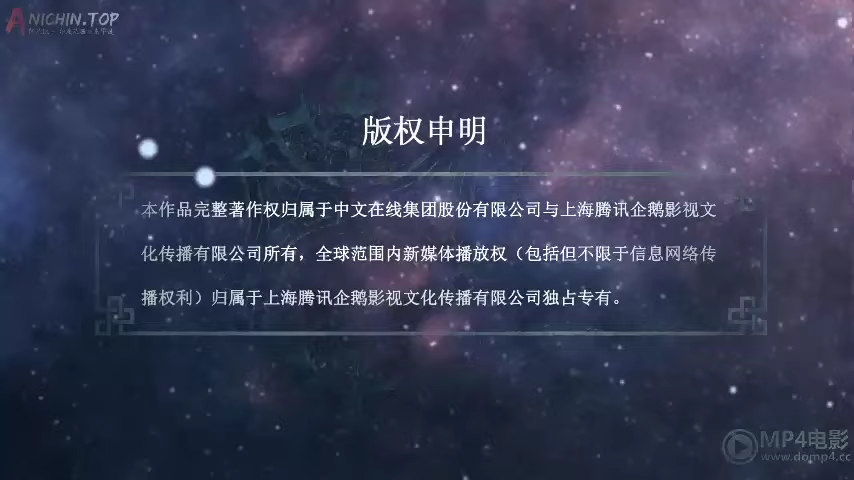 ANICHIN.TOP
版权申明
本作品完整著作权归属于中文在线集团股份有限公司与上海腾讯企鹅影视文
化传播有限公司所有，全球范围内新媒体播放权（包括但不限于信息网络传
播权利）归属于上海腾讯企鹅影视文化传播有限公司独占专有。
MP4电影
www.domp4.cc